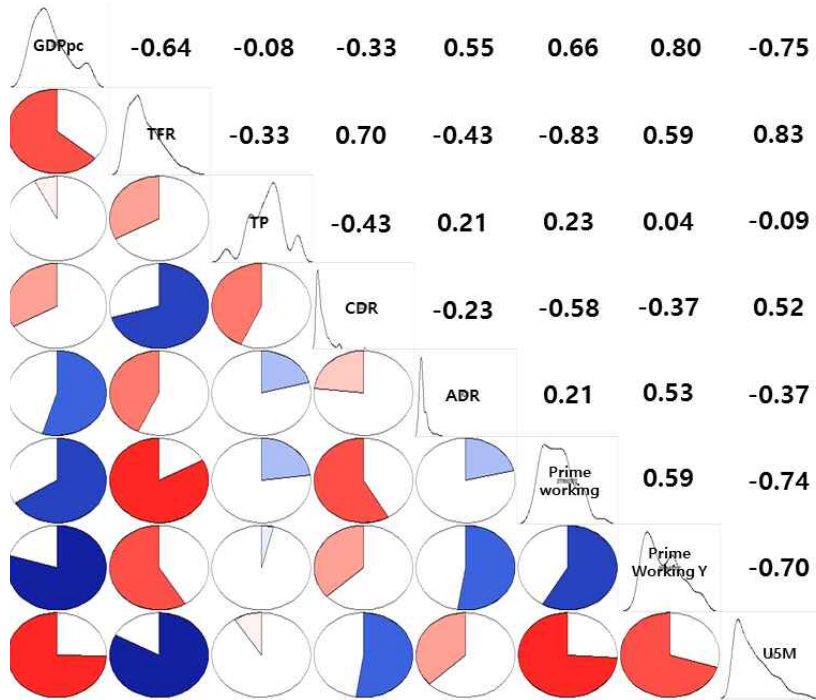 GDPpc -0.64 -0.08 -0.33 0.55 0.66 0.80 -0.75
TFR -0.33 0.70 -0.43 -0.83 0.59 0.83
TP -0.43 0.21 0.23 0.04 -0.09
CDR -0.23 -0.58 -0.37 0.52
ADR 0.21 0.53 -0.37
Prime
working
0.59 -0.74
Prime
Working Y
-0.70
U5M